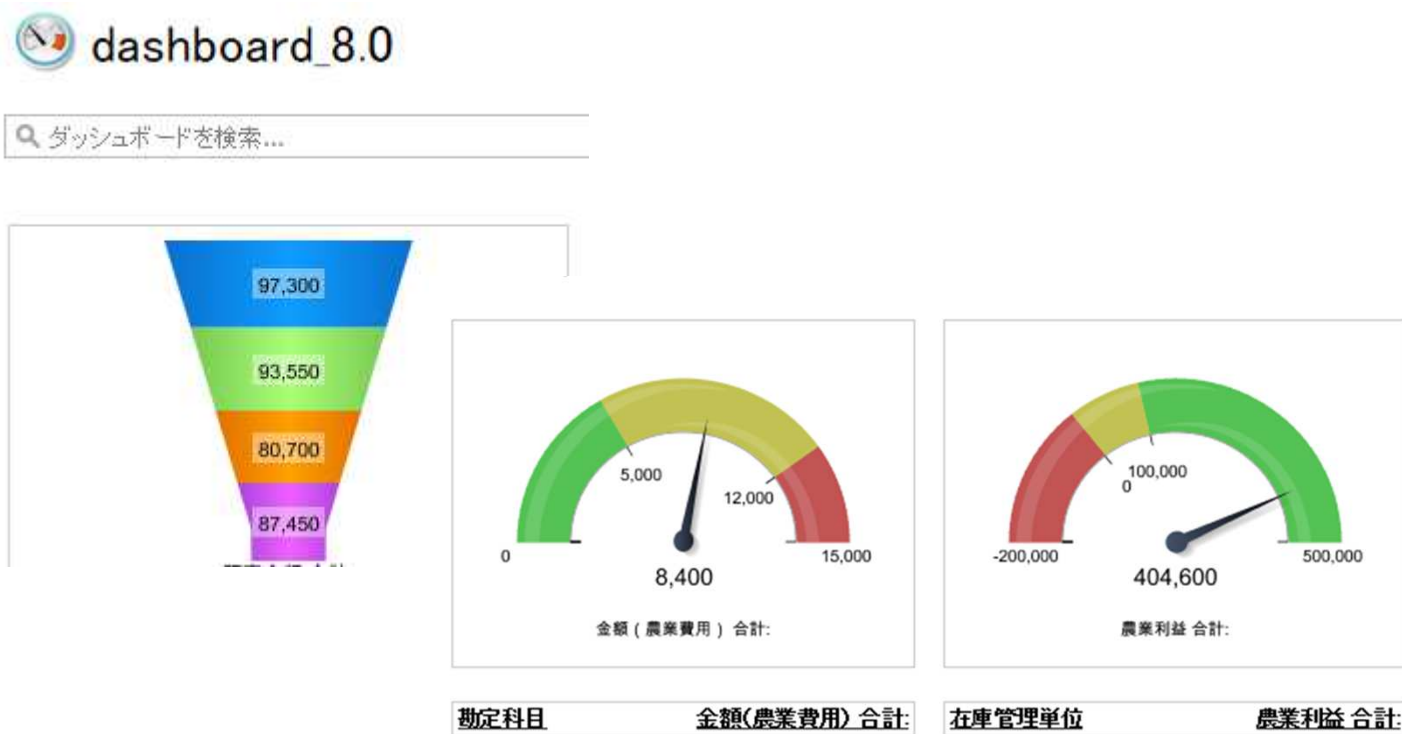 dashboard_8.0
ダッシュボードを検索...
97,300
93,550
80,700
87,450
5,000
12,000
0
15,000
8,400
金額 ( 農業費用 ) 合計:
100,000
0
-200,000
500,000
404,600
農業利益 合計:
勘定科目 金額(農業費用) 合計:
在庫管理単位 農業利益 合計: